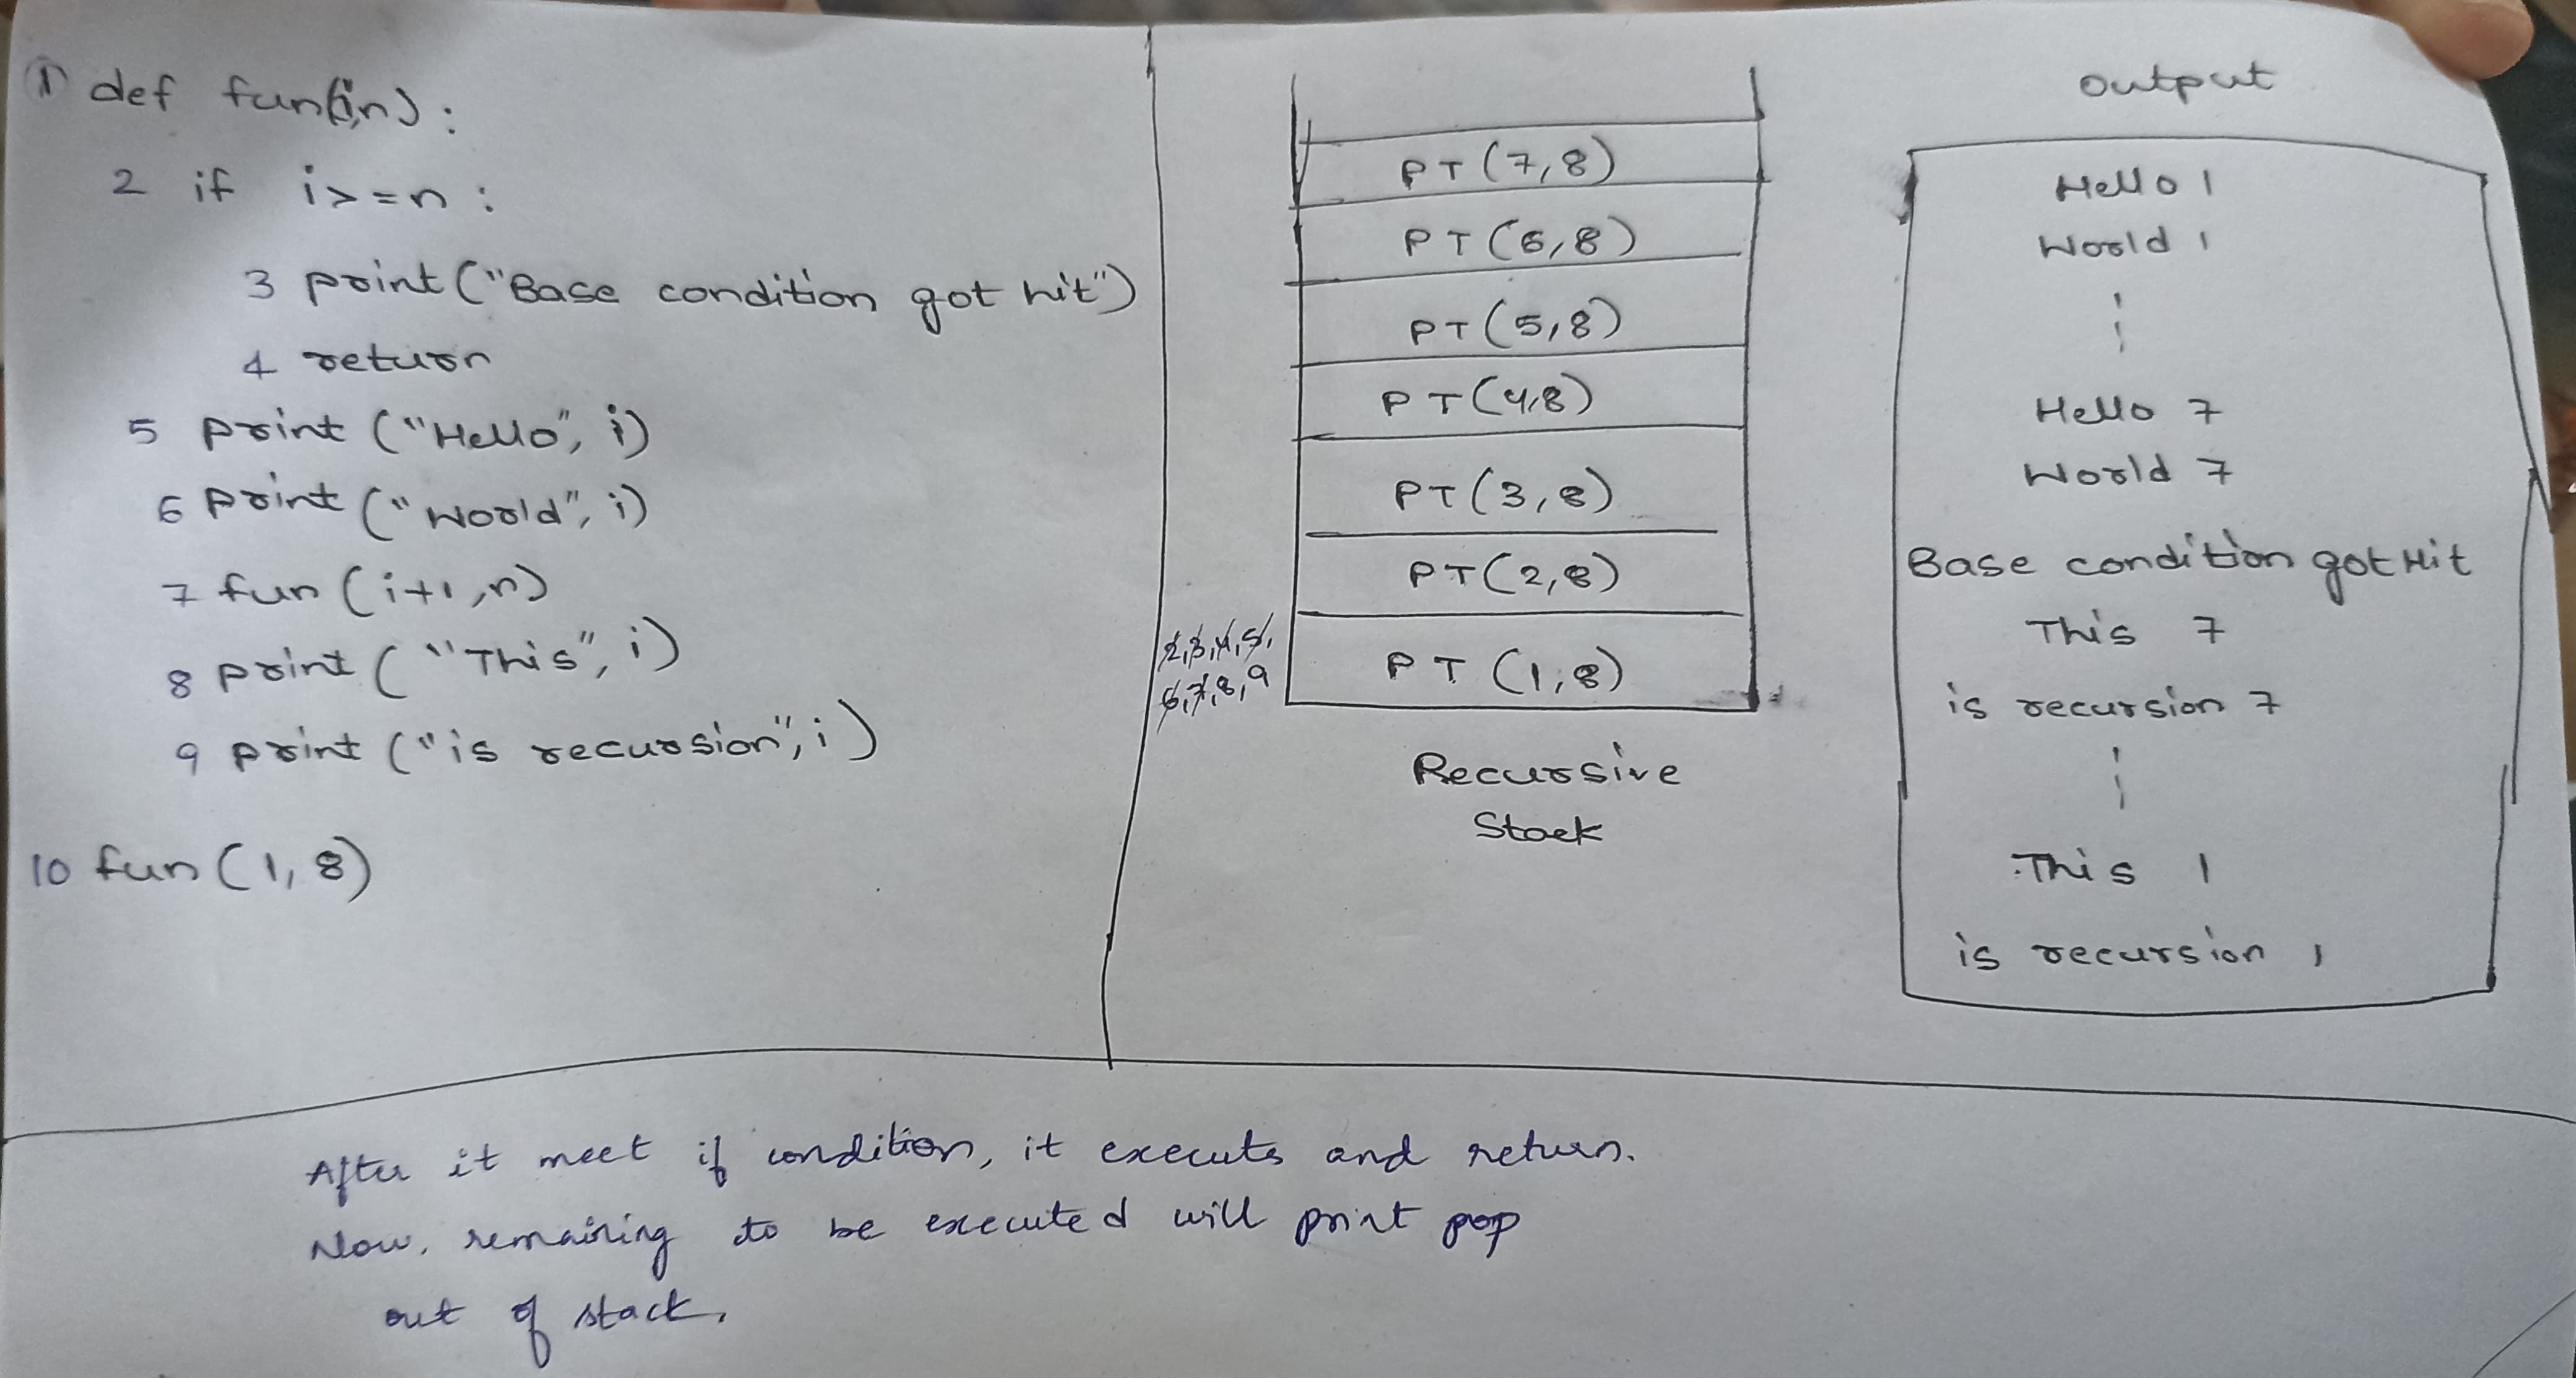 1) def fun(i,n):
2 if i>=n :
3 print("Base condition got hit")
4 return
5 print ("Hello", i)
6 print ("World", i)
7 fun (i+1,n)
8 print ("This", i)
9 print ("is recursion", i)
10 fun (1, 8)
PT (7,8)
PT (6,8)
PT (5,8)
PT (4,8)
PT (3,8)
PT (2,8)
2,3,4,5,
6,7,8,9
PT (1,8)
Recursive
Stack
output
Hello 1
World 1
Hello 7
World 7
Base condition got Hit
This 7
is recursion 7
This 1
is recursion 1
After it meet if condition, it executs and return.
Now, remaining to be executed will print pop
out of stack.